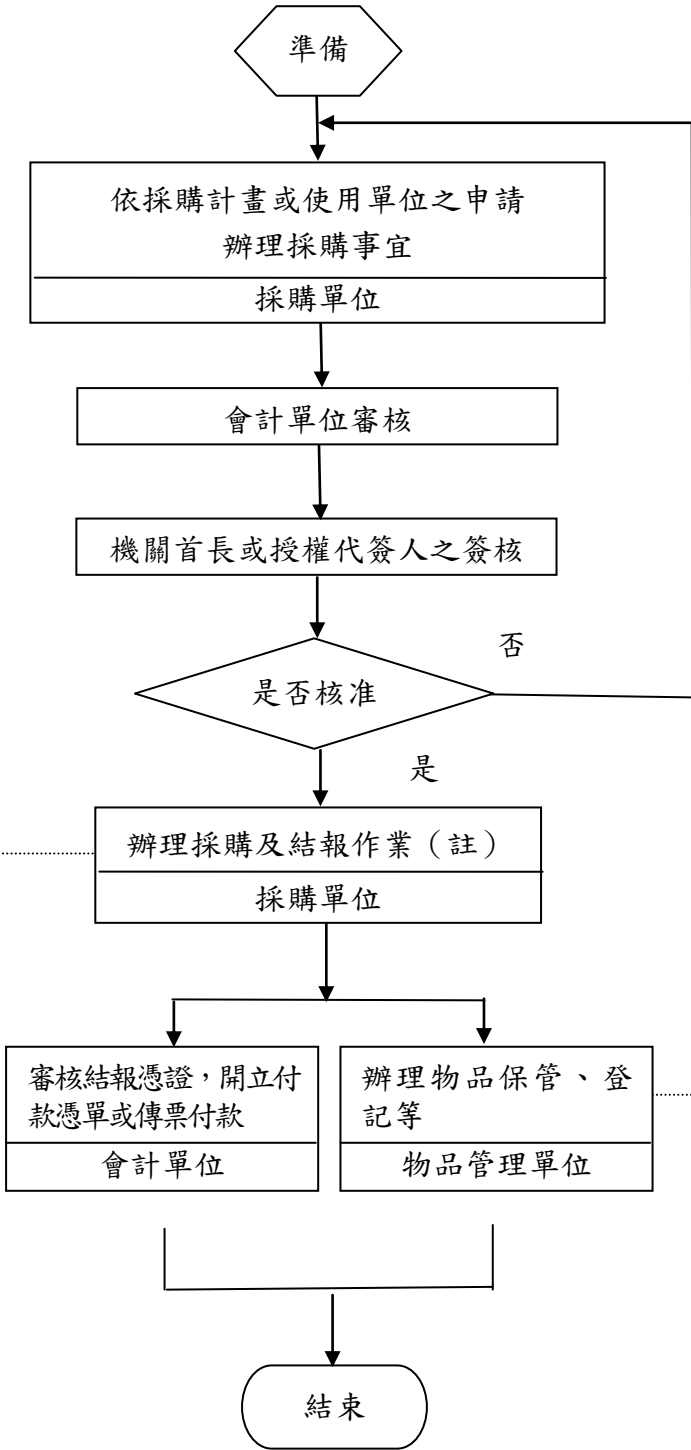 準備
依採購計畫或使用單位之申請
辦理採購事宜
採購單位
會計單位審核
機關首長或授權代簽人之簽核
否
是否核准
是
辦理採購及結報作業（註）
採購單位
審核結報憑證，開立付
款憑單或傳票付款
會計單位
辦理物品保管、登
記等
物品管理單位
結束